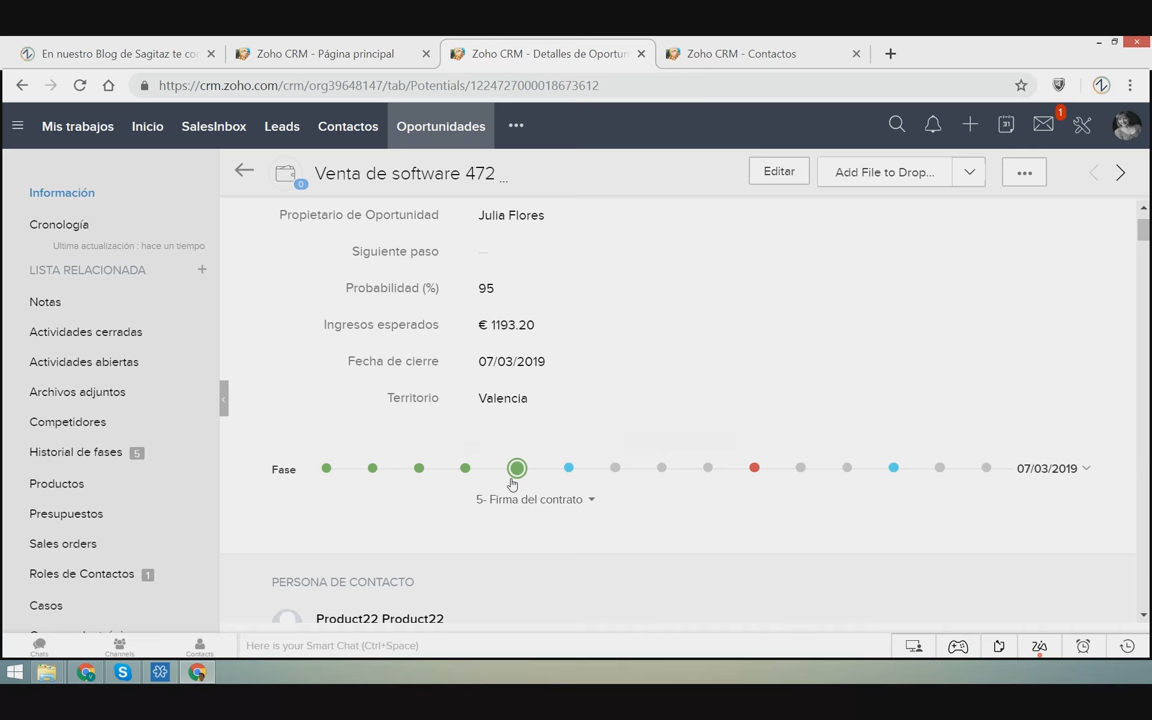 En nuestro Blog de Sagitaz te co
Zoho CRM - Página principal
Zoho CRM - Detalles de Oportun
Zoho CRM - Contactos
https://crm.zoho.com/crm/org39648147/tab/Potentials/1224727000018673612
Mis trabajos
Inicio
SalesInbox
Leads
Contactos
Oportunidades
31
1
0
Venta de software 472 ...
Editar
Add File to Drop...
Información
Cronología
Ultima actualización : hace un tiempo
LISTA RELACIONADA
Notas
Actividades cerradas
Actividades abiertas
Archivos adjuntos
Competidores
Historial de fases 5
Productos
Presupuestos
Sales orders
Roles de Contactos 1
Casos
Propietario de Oportunidad Julia Flores
Siguiente paso —
Probabilidad (%) 95
Ingresos esperados € 1193.20
Fecha de cierre 07/03/2019
Territorio Valencia
Fase 07/03/2019
5- Firma del contrato
PERSONA DE CONTACTO
Product22 Product22
Chats
Channels
Contacts
Here is your Smart Chat (Ctrl+Space)